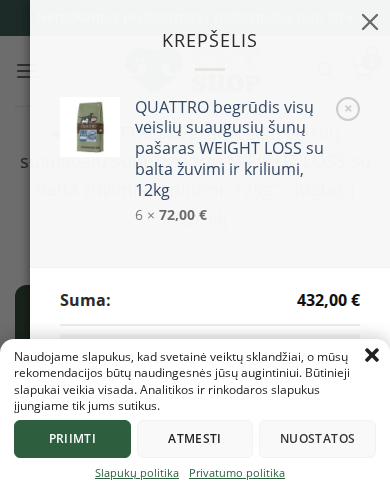 KREPŠELIS
QUATTRO begrūdis visų
veislių suaugusių šunų
pašaras WEIGHT LOSS su
balta žuvimi ir kriliumi,
12kg
6 × 72,00 €
Suma:
432,00 €
Naudojame slapukus, kad svetainė veiktų sklandžiai, o mūsų
rekomendacijos būtų naudingesnės jūsų augintiniui. Būtinieji
slapukai veikia visada. Analitikos ir rinkodaros slapukus
įjungiame tik jums sutikus.
PRIIMTI
ATMESTI
NUOSTATOS
Slapukų politika
Privatumo politika